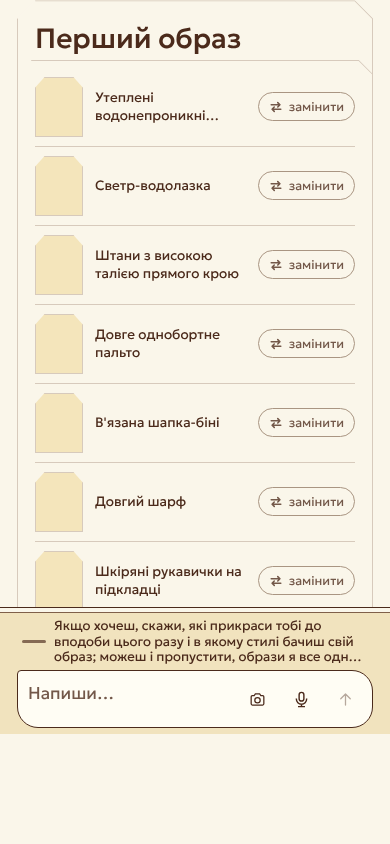 Перший образ
Утеплені
водонепроникні…
замінити
Светр-водолазка
замінити
Штани з високою
талією прямого крою
замінити
Довге однобортне
пальто
замінити
В'язана шапка-біні
замінити
Довгий шарф
замінити
Шкіряні рукавички на
підкладці
замінити
Якщо хочеш, скажи, які прикраси тобі до
вподоби цього разу і в якому стилі бачиш свій
образ; можеш і пропустити, образи я все одн…
Напиши…